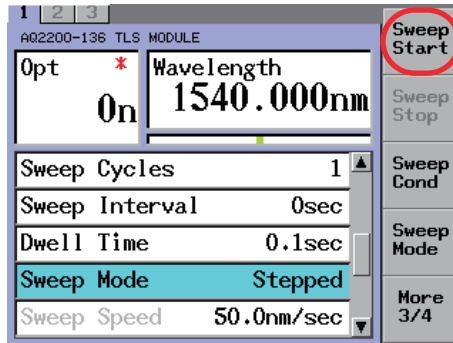 1 2 3
AQ2200-136 TLS MODULE
Opt *
On
Wavelength
1540.000nm
Sweep Cycles 1
Sweep Interval 0sec
Dwell Time 0.1sec
Sweep Mode Stepped
Sweep Speed 50.0nm/sec
Sweep
Start
Sweep
Stop
Sweep
Cond
Sweep
Mode
More
3/4